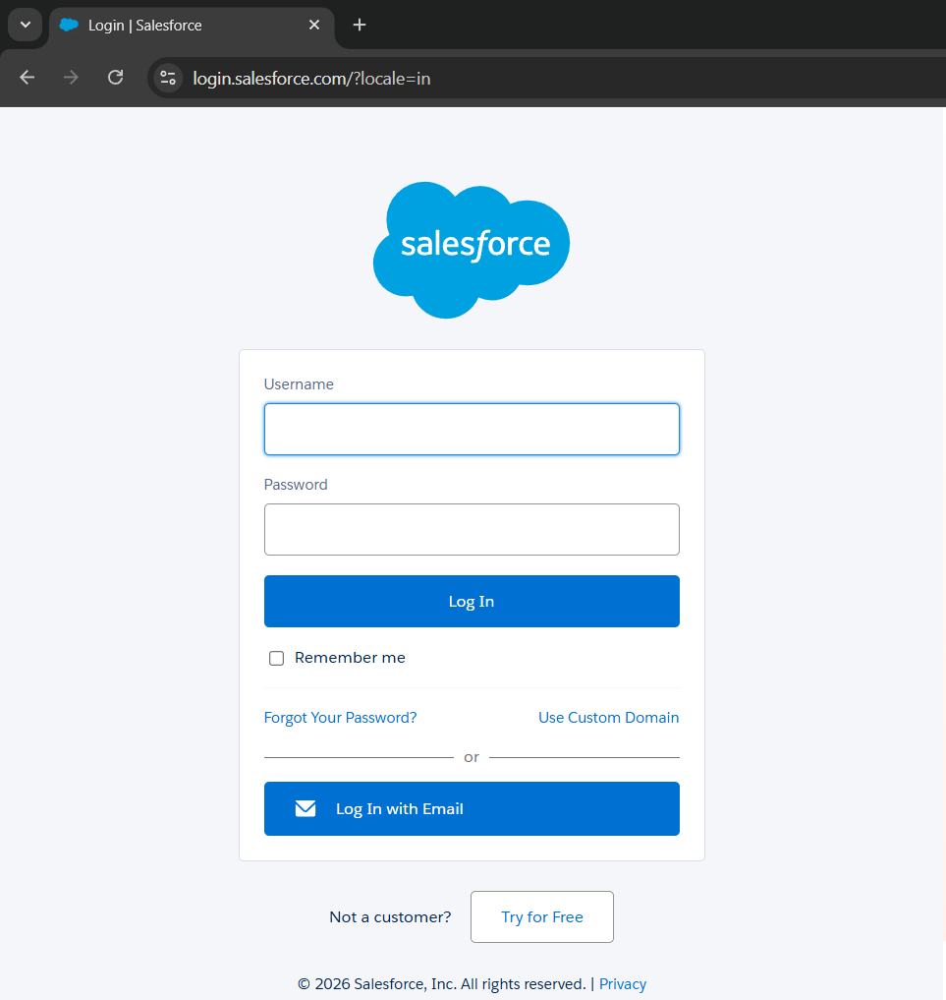 Login | Salesforce
login.salesforce.com/?locale=in
salesforce
Username
Password
Log In
Remember me
Forgot Your Password? Use Custom Domain
or
Log In with Email
Not a customer? Try for Free
© 2026 Salesforce, Inc. All rights reserved. | Privacy